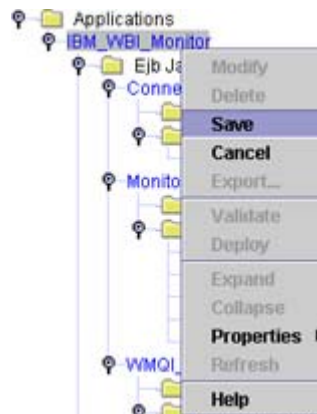 Applications
IBM_WBI_Monitor
Ejb Ja
Conne
Monito
WMQI_
Modify
Delete
Save
Cancel
Export...
Validate
Deploy
Expand
Collapse
Properties
Refresh
Help